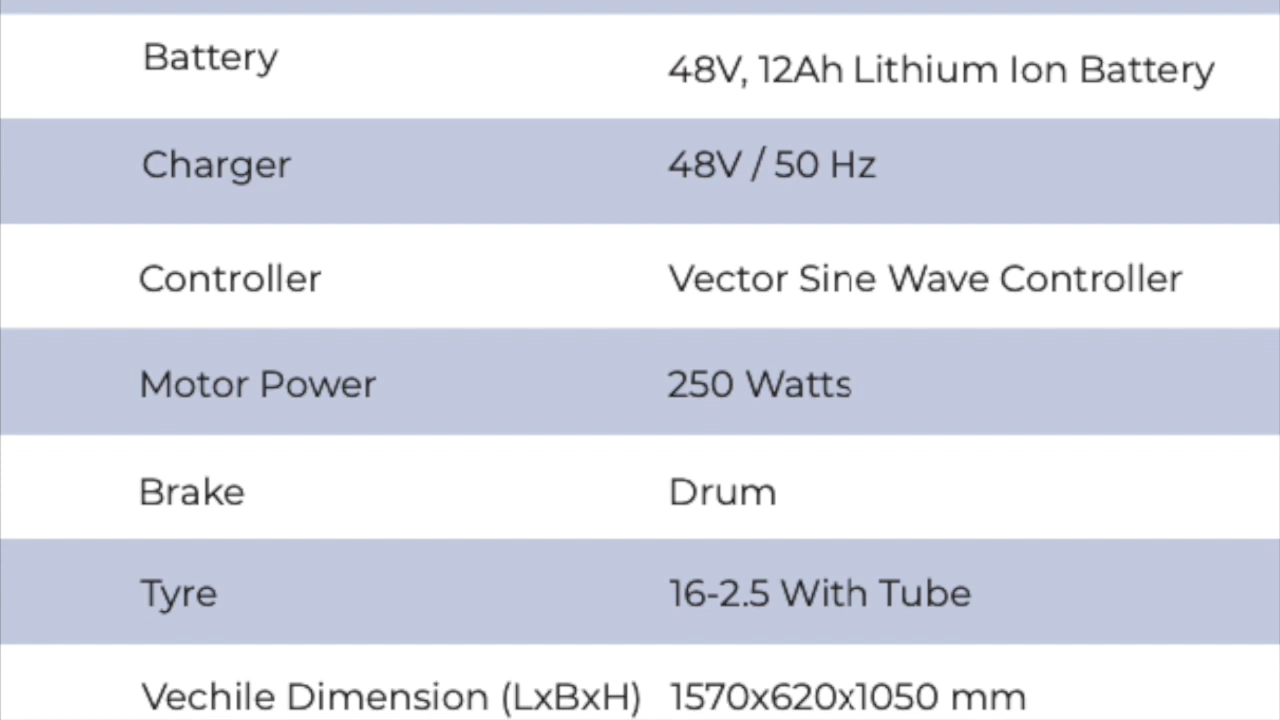 Battery 48V, 12Ah Lithium Ion Battery
Charger 48V / 50 Hz
Controller Vector Sine Wave Controller
Motor Power 250 Watts
Brake Drum
Tyre 16-2.5 With Tube
Vechile Dimension (LxBxH) 1570x620x1050 mm